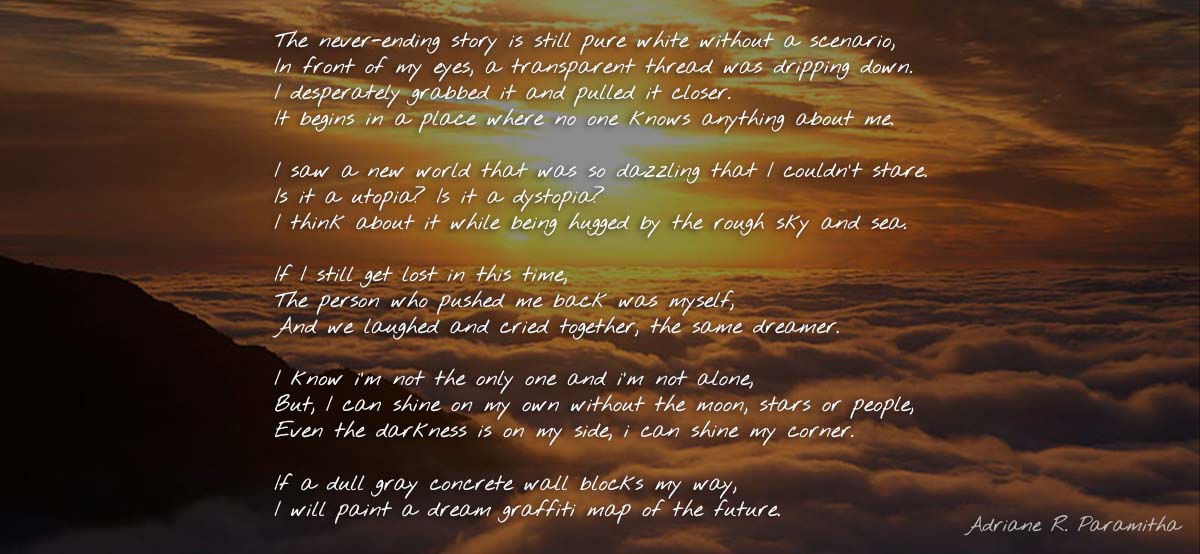 The never-ending story is still pure white without a scenario,
In front of my eyes, a transparent thread was dripping down.
I desperately grabbed it and pulled it closer.
It begins in a place where no one knows anything about me.
I saw a new world that was so dazzling that I couldn't stare.
Is it a utopia? Is it a dystopia?
I think about it while being hugged by the rough sky and sea.
If I still get lost in this time,
The person who pushed me back was myself,
And we laughed and cried together, the same dreamer.
I know i'm not the only one and i'm not alone,
But, I can shine on my own without the moon, stars or people,
Even the darkness is on my side, i can shine my corner.
If a dull gray concrete wall blocks my way,
I will paint a dream graffiti map of the future.
Adriane R. Paramitha